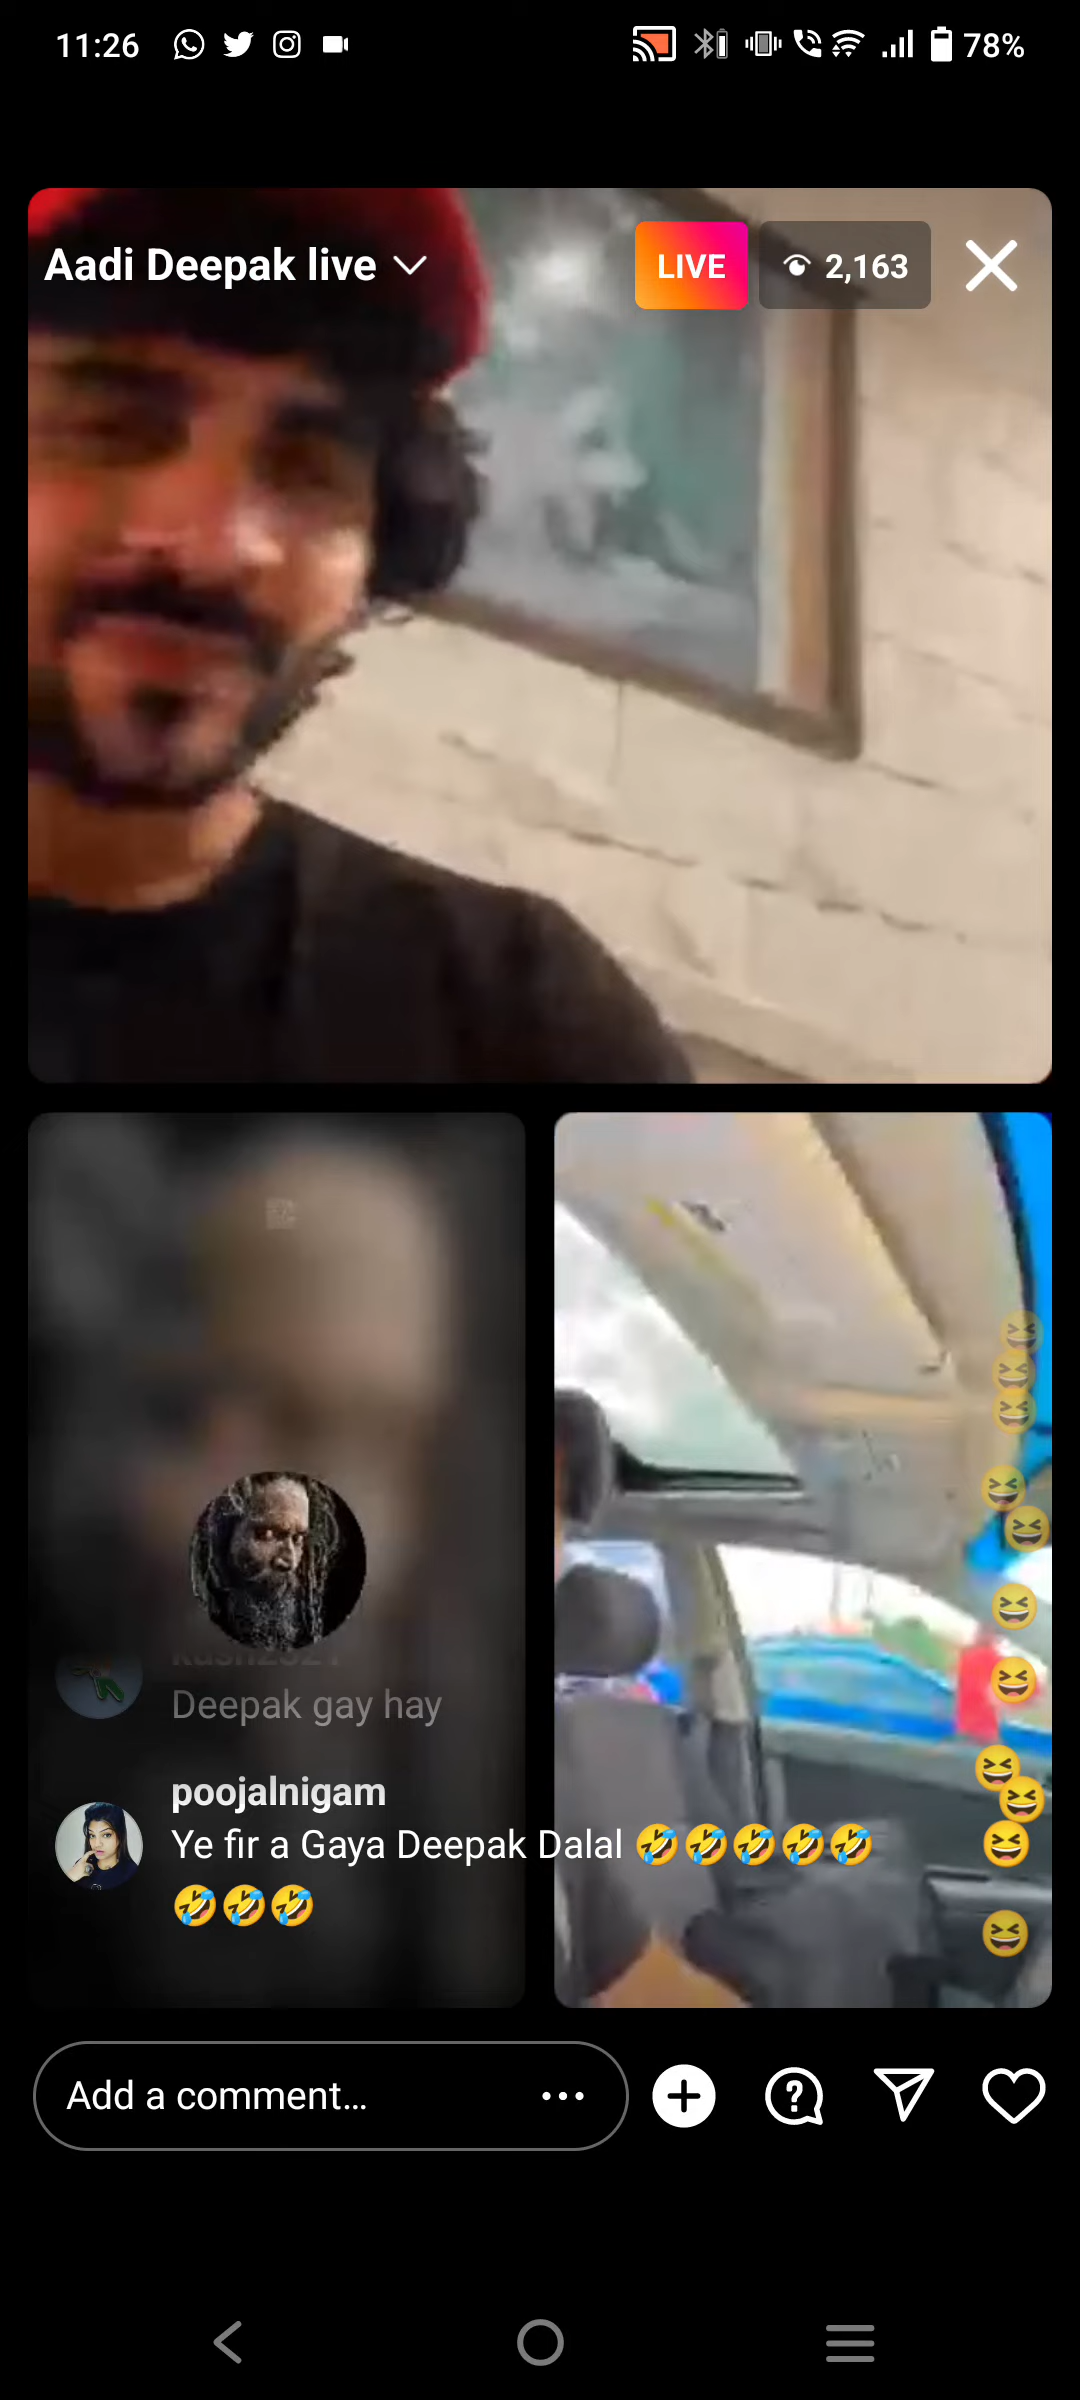 11:26
78%
Aadi Deepak live
LIVE
2,163
kush2321
Deepak gay hay
poojalnigam
Ye fir a Gaya Deepak Dalal 🤣🤣🤣🤣🤣
🤣🤣🤣
Add a comment...